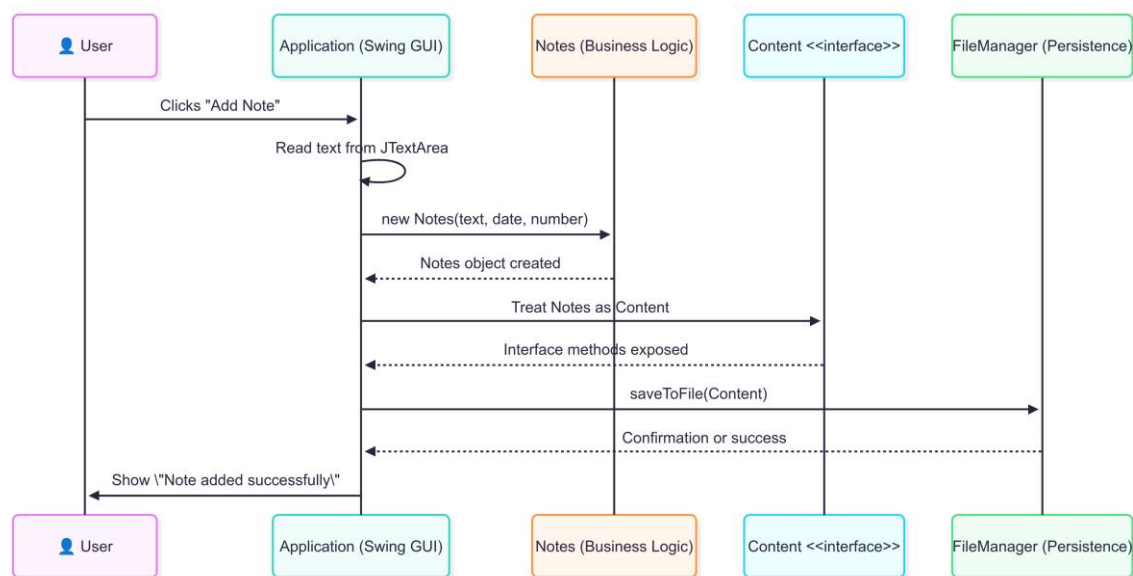 👤 User
Application (Swing GUI)
Notes (Business Logic)
Content <<interface>>
FileManager (Persistence)
Clicks "Add Note"
Read text from JTextArea
new Notes(text, date, number)
Notes object created
Treat Notes as Content
Interface methods exposed
saveToFile(Content)
Confirmation or success
Show \"Note added successfully\"
👤 User
Application (Swing GUI)
Notes (Business Logic)
Content <<interface>>
FileManager (Persistence)